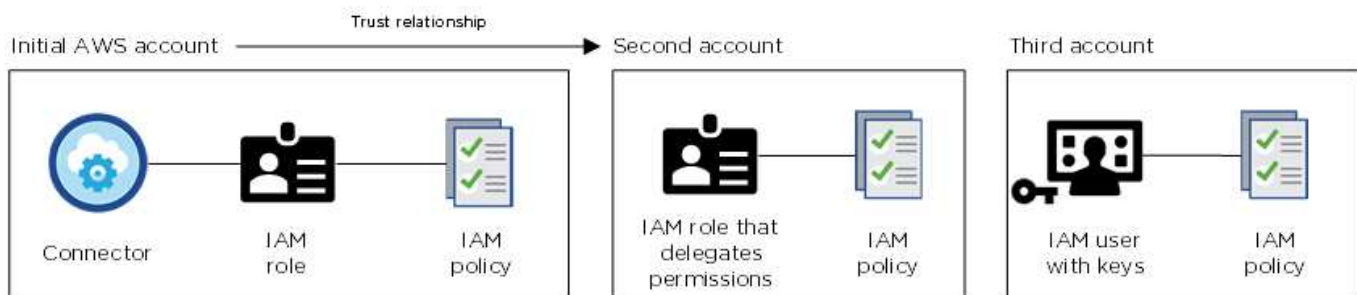 Trust relationship
Initial AWS account
Second account
Third account
Connector
IAM
role
IAM
policy
IAM role that
delegates
permissions
IAM
policy
IAM user
with keys
IAM
policy